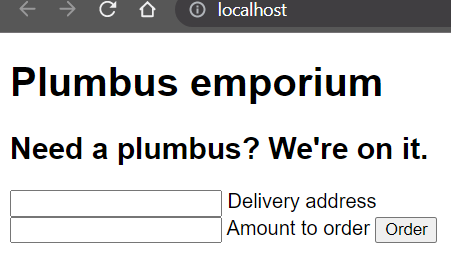 localhost
Plumbus emporium
Need a plumbus? We're on it.
Delivery address
Amount to order Order